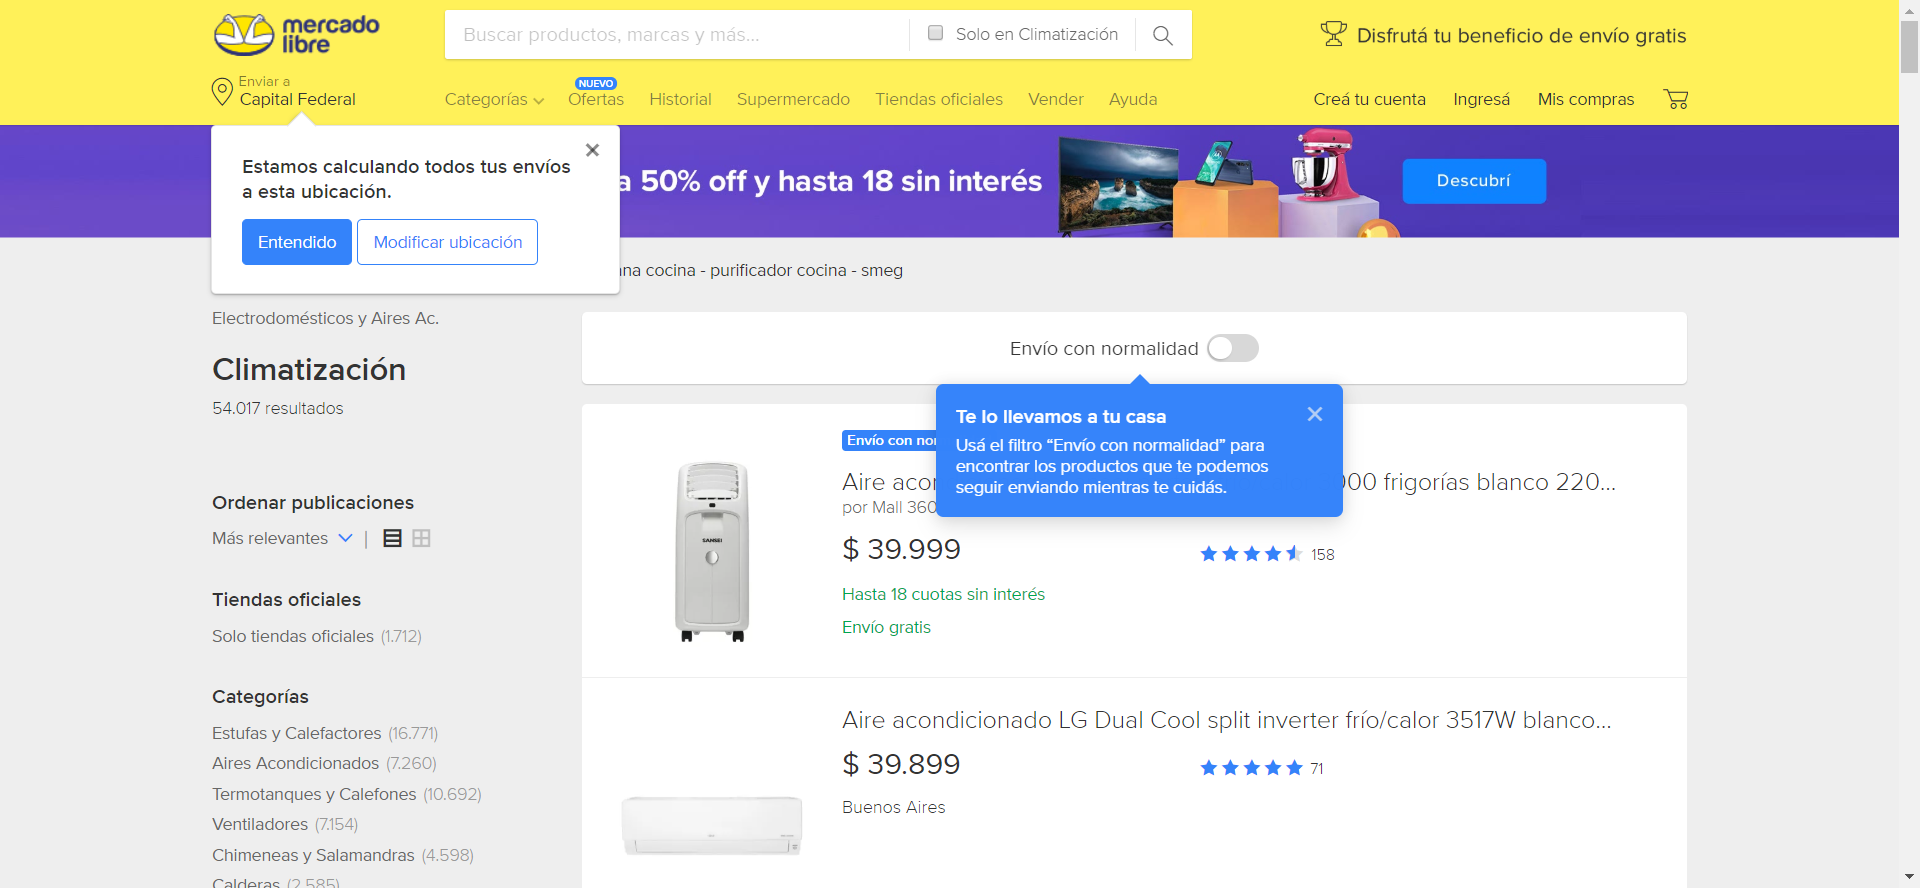 mercado
libre
Buscar productos, marcas y más...
Solo en Climatización
Disfrutá tu beneficio de envío gratis
Enviar a
Capital Federal
Categorías
NUEVO
Ofertas
Historial
Supermercado
Tiendas oficiales
Vender
Ayuda
Creá tu cuenta
Ingresá
Mis compras
Estamos calculando todos tus envíos
a esta ubicación.
Entendido
Modificar ubicación
a 50% off y hasta 18 sin interés
Descubrí
cocina - purificador cocina - smeg
Electrodomésticos y Aires Ac.
Climatización
54.017 resultados
Envío con normalidad
Te lo llevamos a tu casa
Usá el filtro “Envío con normalidad” para
encontrar los productos que te podemos
seguir enviando mientras te cuidás.
Ordenar publicaciones
Más relevantes
Tiendas oficiales
Solo tiendas oficiales (1.712)
Categorías
Estufas y Calefactores (16.771)
Aires Acondicionados (7.260)
Termotanques y Calefones (10.692)
Ventiladores (7.154)
Chimeneas y Salamandras (4.598)
Calderas (2.585)
Envío con
Aire frigorías blanco 220...
por Mall 360
SANSEI
$ 39.999
158
Hasta 18 cuotas sin interés
Envío gratis
Aire acondicionado LG Dual Cool split inverter frío/calor 3517W blanco...
$ 39.899
71
Buenos Aires